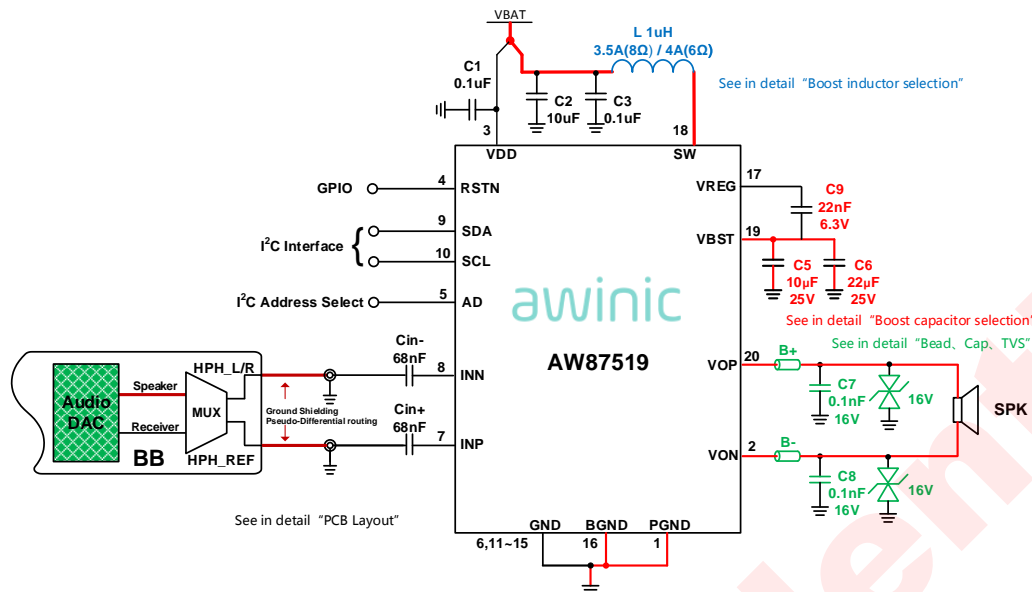 VBAT
L 1uH
3.5A(8Ω) / 4A(6Ω)
See in detail “Boost inductor selection”
C1
0.1uF
C2
10uF
C3
0.1uF
3
18
VDD
SW
GPIO
4
RSTN
I²C Interface
9
SDA
10
SCL
I²C Address Select
5
AD
17
VREG
C9
22nF
6.3V
19
VBST
C5
10μF
25V
C6
22μF
25V
See in detail “Boost capacitor selection”
See in detail “Bead、Cap、TVS”
awinic
AW87519
Cin-
68nF
8
INN
Cin+
68nF
7
INP
HPH_L/R
Speaker
Audio
DAC
MUX
Receiver
BB
HPH_REF
Ground Shielding
Pseudo-Differential routing
See in detail “PCB Layout”
20
VOP
B+
C7
0.1nF
16V
16V
SPK
2
VON
B-
C8
0.1nF
16V
16V
GND
BGND
PGND
6,11~15
16
1